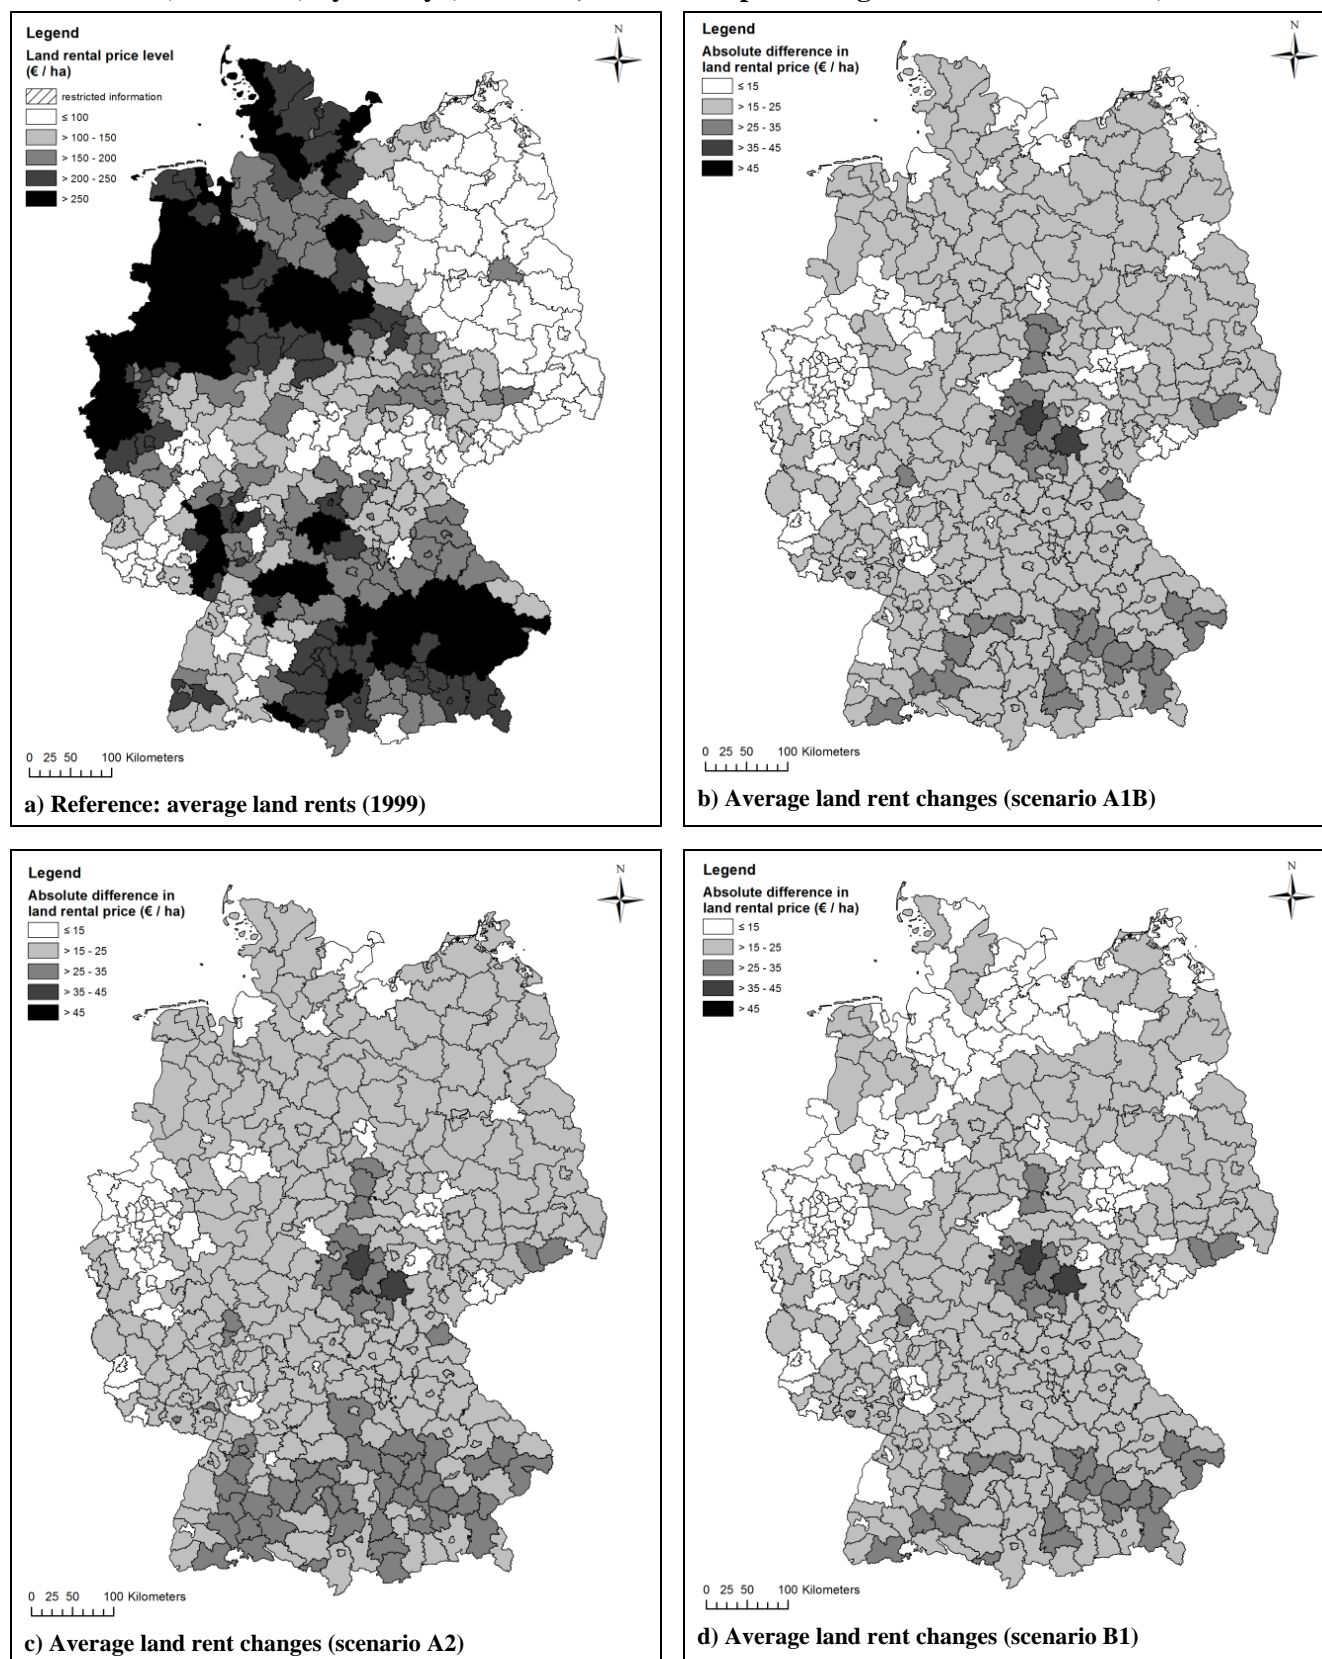 Legend
Land rental price level
(€ / ha)
restricted information
≤ 100
> 100 - 150
> 150 - 200
> 200 - 250
> 250
N
0 25 50 100 Kilometers
a) Reference: average land rents (1999)
Legend
Absolute difference in
land rental price (€ / ha)
≤ 15
> 15 - 25
> 25 - 35
> 35 - 45
> 45
N
0 25 50 100 Kilometers
b) Average land rent changes (scenario A1B)
Legend
Absolute difference in
land rental price (€ / ha)
≤ 15
> 15 - 25
> 25 - 35
> 35 - 45
> 45
N
0 25 50 100 Kilometers
c) Average land rent changes (scenario A2)
Legend
Absolute difference in
land rental price (€ / ha)
≤ 15
> 15 - 25
> 25 - 35
> 35 - 45
> 45
N
0 25 50 100 Kilometers
d) Average land rent changes (scenario B1)